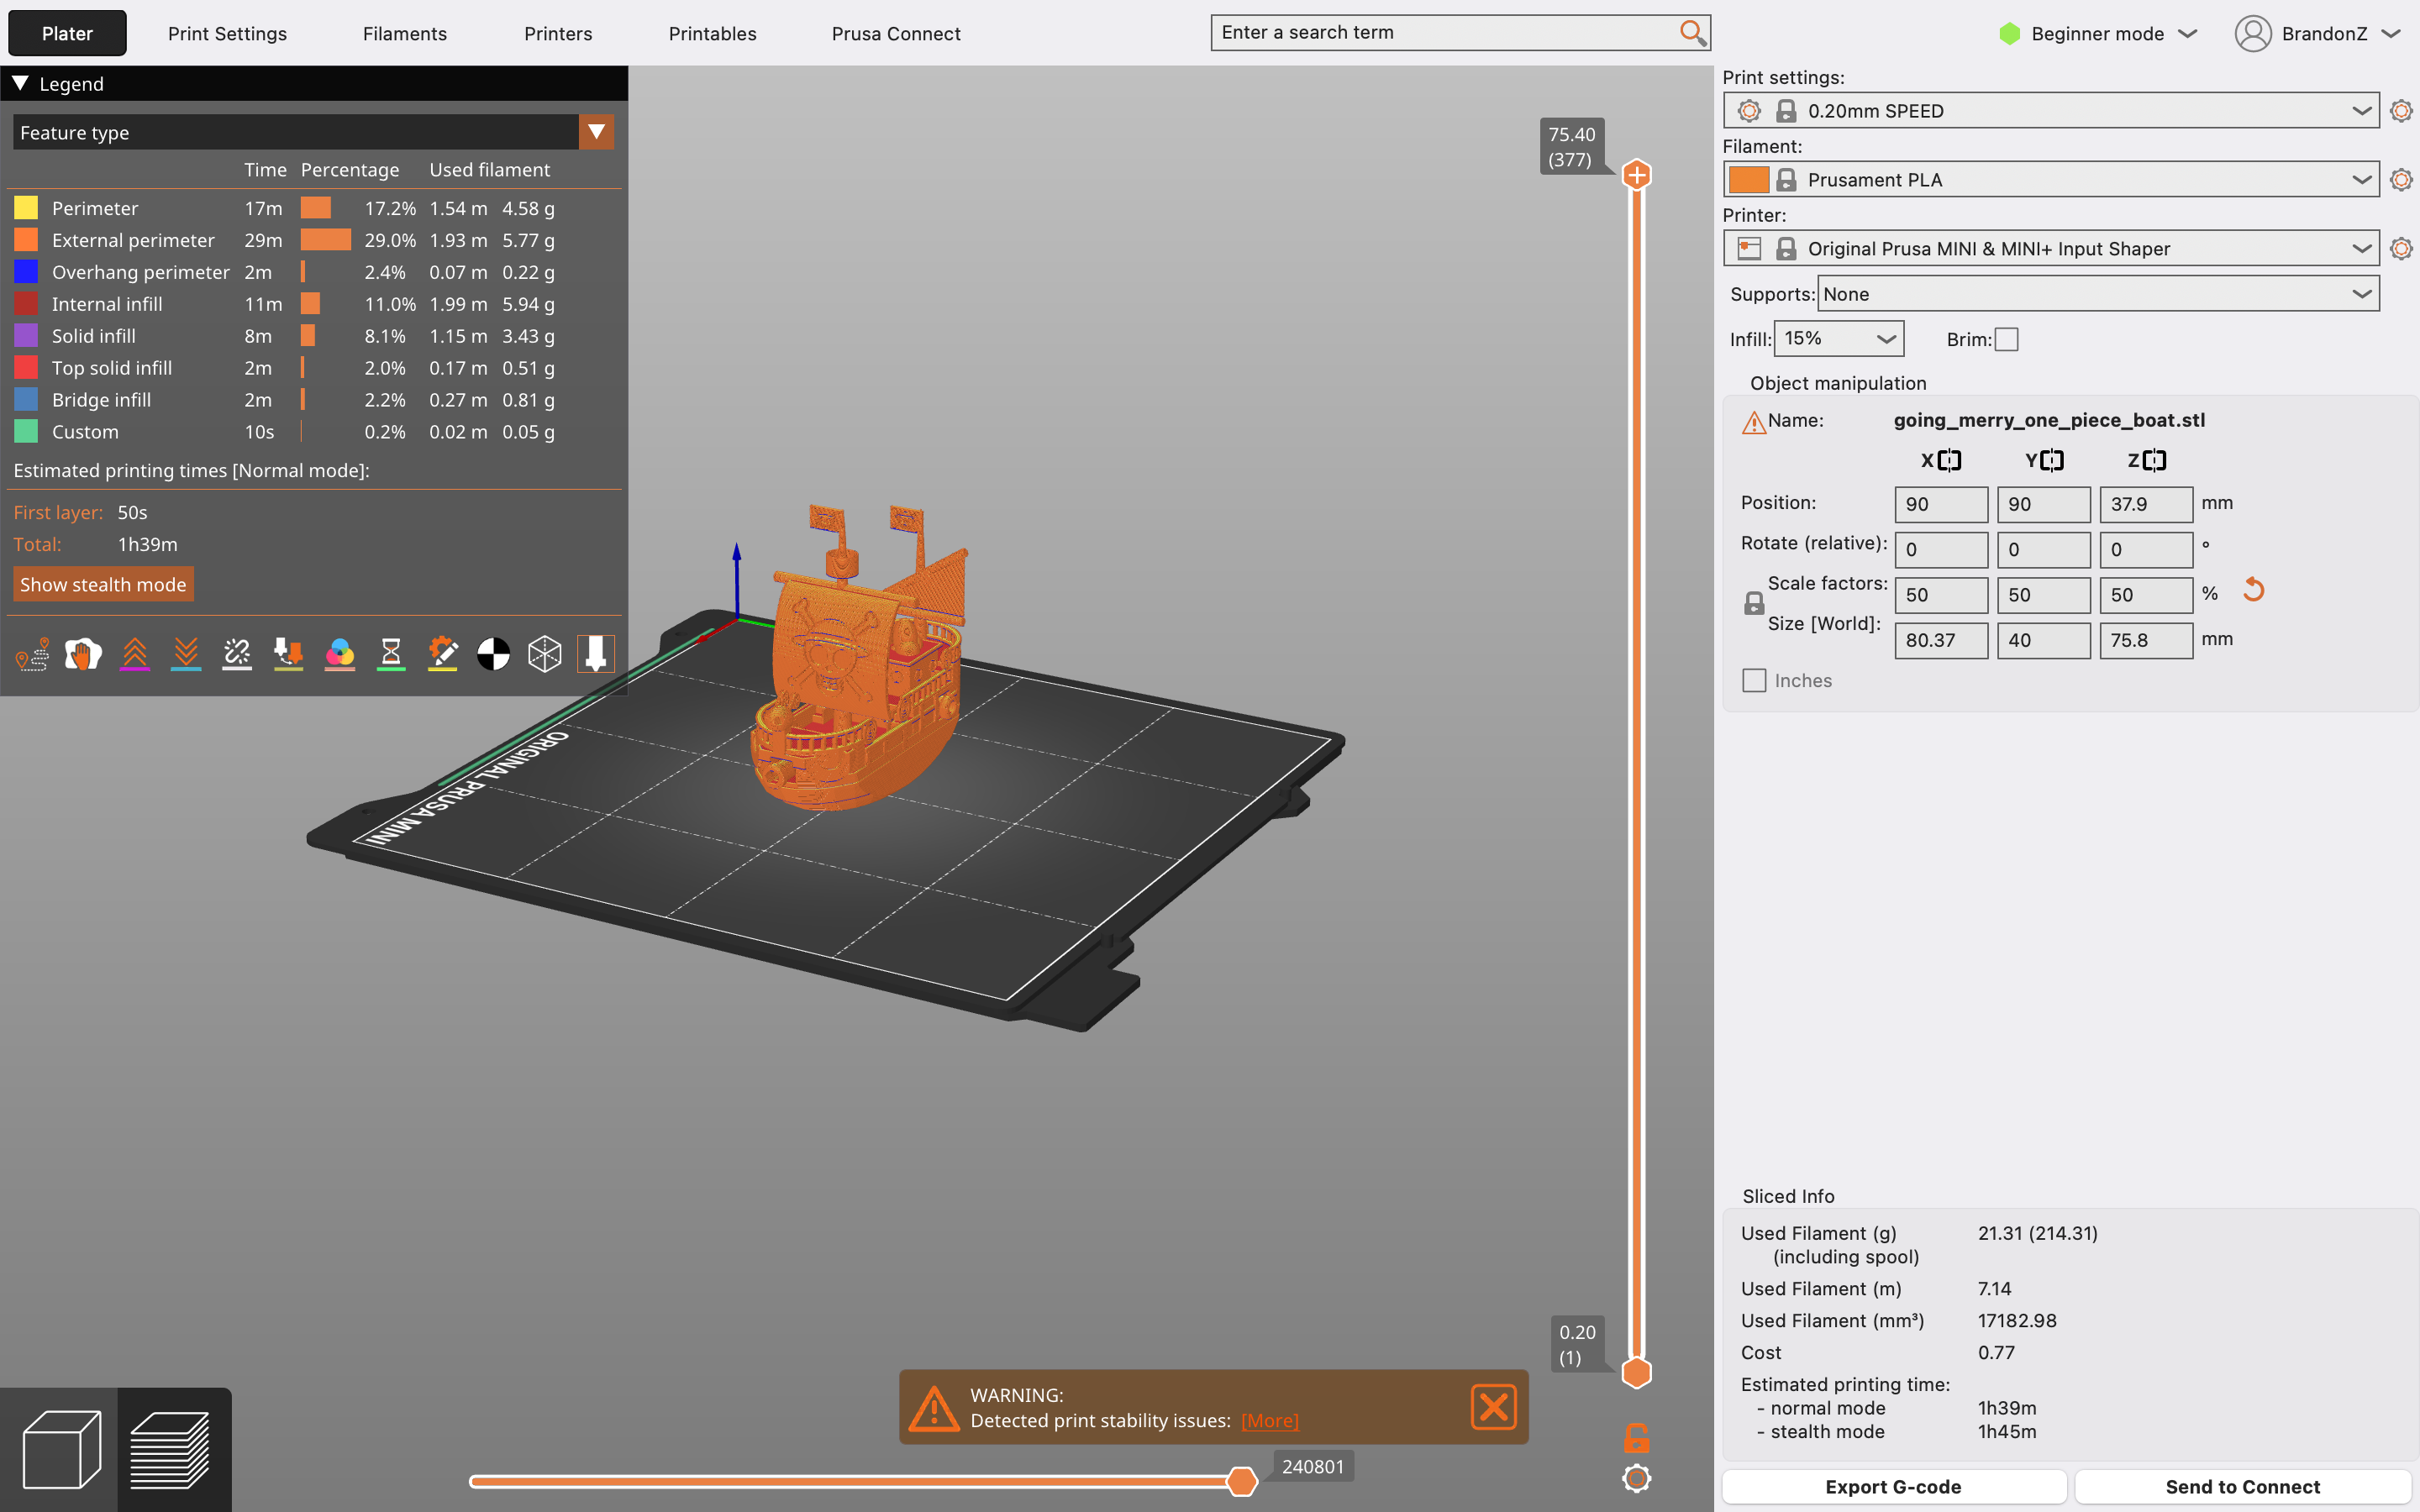 Plater Print Settings Filaments Printers Printables Prusa Connect Enter a search term Beginner mode BrandonZ
Legend
Feature type
Time Percentage Used filament
Perimeter 17m 17.2% 1.54 m 4.58 g
External perimeter 29m 29.0% 1.93 m 5.77 g
Overhang perimeter 2m 2.4% 0.07 m 0.22 g
Internal infill 11m 11.0% 1.99 m 5.94 g
Solid infill 8m 8.1% 1.15 m 3.43 g
Top solid infill 2m 2.0% 0.17 m 0.51 g
Bridge infill 2m 2.2% 0.27 m 0.81 g
Custom 10s 0.2% 0.02 m 0.05 g
Estimated printing times [Normal mode]:
First layer: 50s
Total: 1h39m
Show stealth mode
75.40
(377)
ORIGINAL PRUSA MINI
0.20
(1)
WARNING:
Detected print stability issues: [More]
240801
Print settings:
0.20mm SPEED
Filament:
Prusament PLA
Printer:
Original Prusa MINI & MINI+ Input Shaper
Supports: None
Infill: 15% Brim:
Object manipulation
Name: going_merry_one_piece_boat.stl
X Y Z
Position: 90 90 37.9 mm
Rotate (relative): 0 0 0 °
Scale factors: 50 50 50 %
Size [World]: 80.37 40 75.8 mm
Inches
Sliced Info
Used Filament (g) 21.31 (214.31)
(including spool)
Used Filament (m) 7.14
Used Filament (mm³) 17182.98
Cost 0.77
Estimated printing time:
- normal mode 1h39m
- stealth mode 1h45m
Export G-code Send to Connect